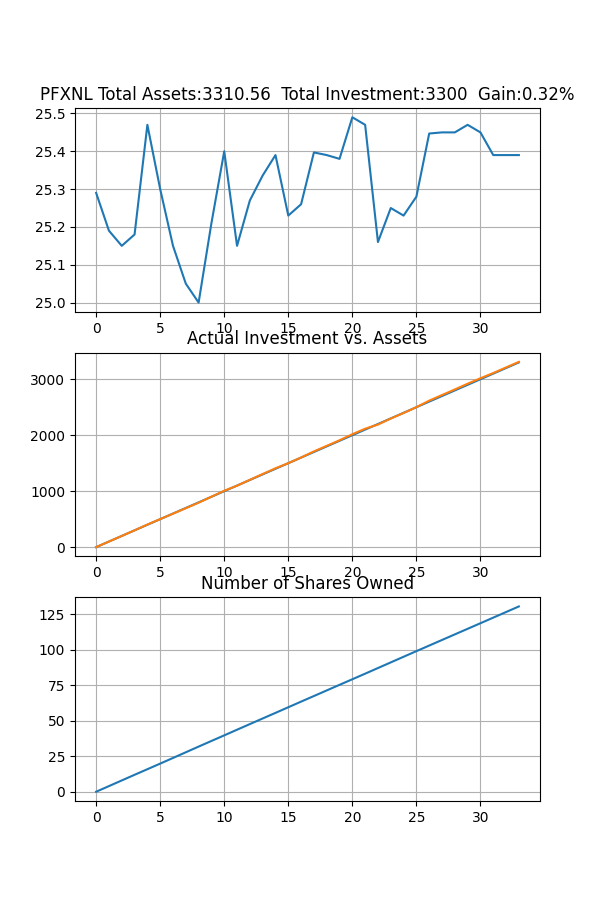 PFXNL Total Assets:3310.56  Total Investment:3300  Gain:0.32%
25.5
25.4
25.3
25.2
25.1
25.0
0 5 10 15 20 25 30
Actual Investment vs. Assets
3000
2000
1000
0
0 5 10 15 20 25 30
Number of Shares Owned
125
100
75
50
25
0
0 5 10 15 20 25 30